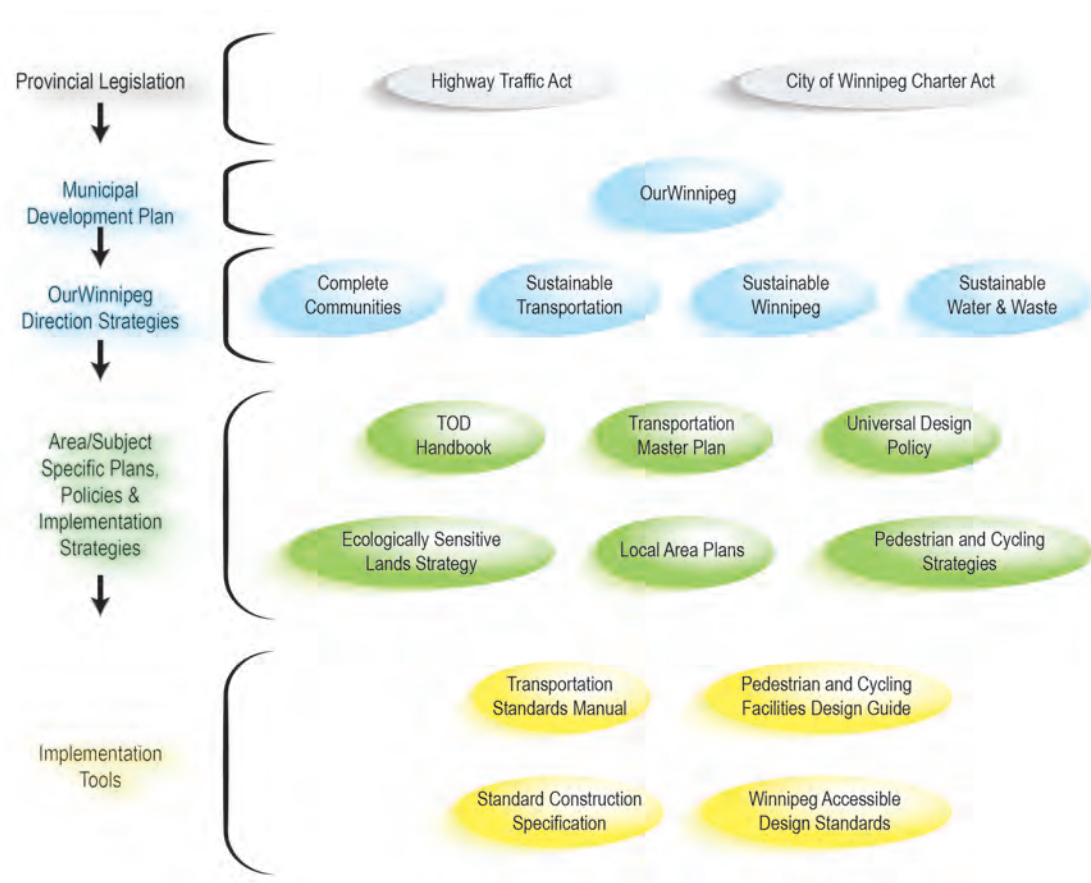 Provincial Legislation
Highway Traffic Act
City of Winnipeg Charter Act
Municipal
Development Plan
OurWinnipeg
OurWinnipeg
Direction Strategies
Complete
Communities
Sustainable
Transportation
Sustainable
Winnipeg
Sustainable
Water & Waste
Area/Subject
Specific Plans,
Policies &
Implementation
Strategies
TOD
Handbook
Transportation
Master Plan
Universal Design
Policy
Ecologically Sensitive
Lands Strategy
Local Area Plans
Pedestrian and Cycling
Strategies
Implementation
Tools
Transportation
Standards Manual
Pedestrian and Cycling
Facilities Design Guide
Standard Construction
Specification
Winnipeg Accessible
Design Standards